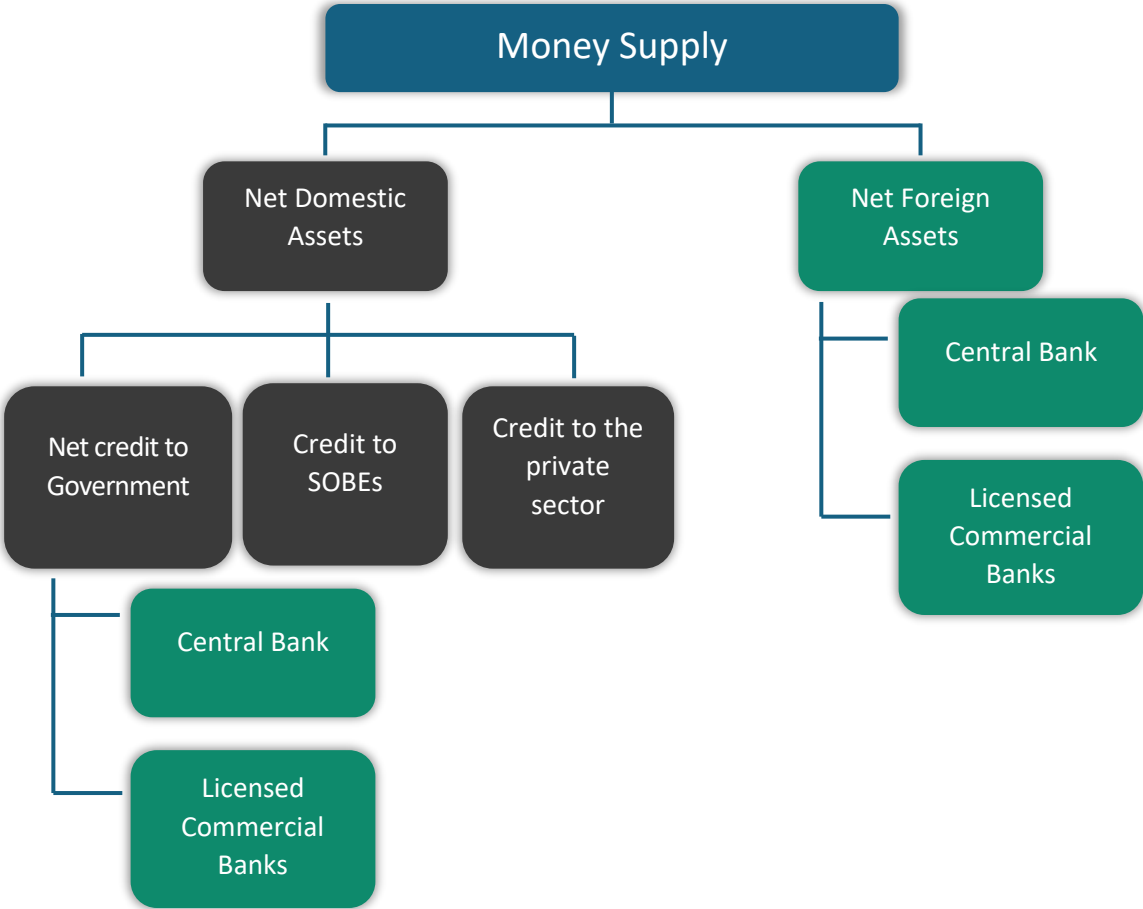 Money Supply
Net Domestic
Assets
Net Foreign
Assets
Central Bank
Licensed
Commercial
Banks
Net credit to
Government
Credit to
SOBEs
Credit to the
private
sector
Central Bank
Licensed
Commercial
Banks